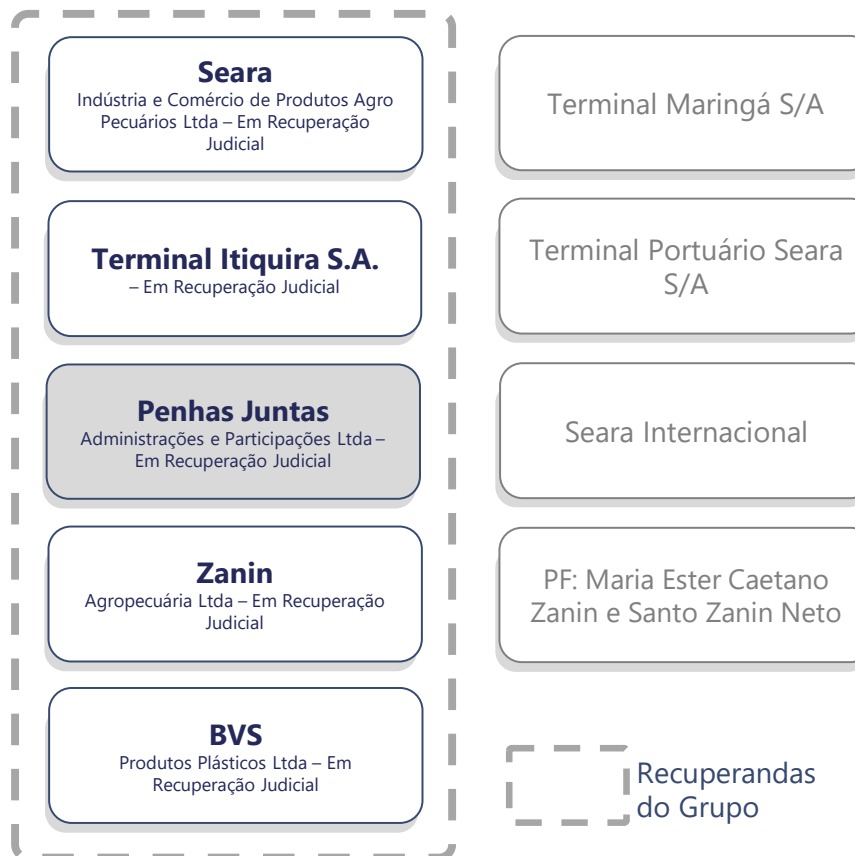 Seara
Indústria e Comércio de Produtos Agro
Pecuários Ltda – Em Recuperação
Judicial
Terminal Itiquira S.A.
– Em Recuperação Judicial
Penhas Juntas
Administrações e Participações Ltda –
Em Recuperação Judicial
Zanin
Agropecuária Ltda – Em Recuperação
Judicial
BVS
Produtos Plásticos Ltda – Em
Recuperação Judicial
Terminal Maringá S/A
Terminal Portuário Seara
S/A
Seara Internacional
PF: Maria Ester Caetano
Zanin e Santo Zanin Neto
Recuperandas
do Grupo